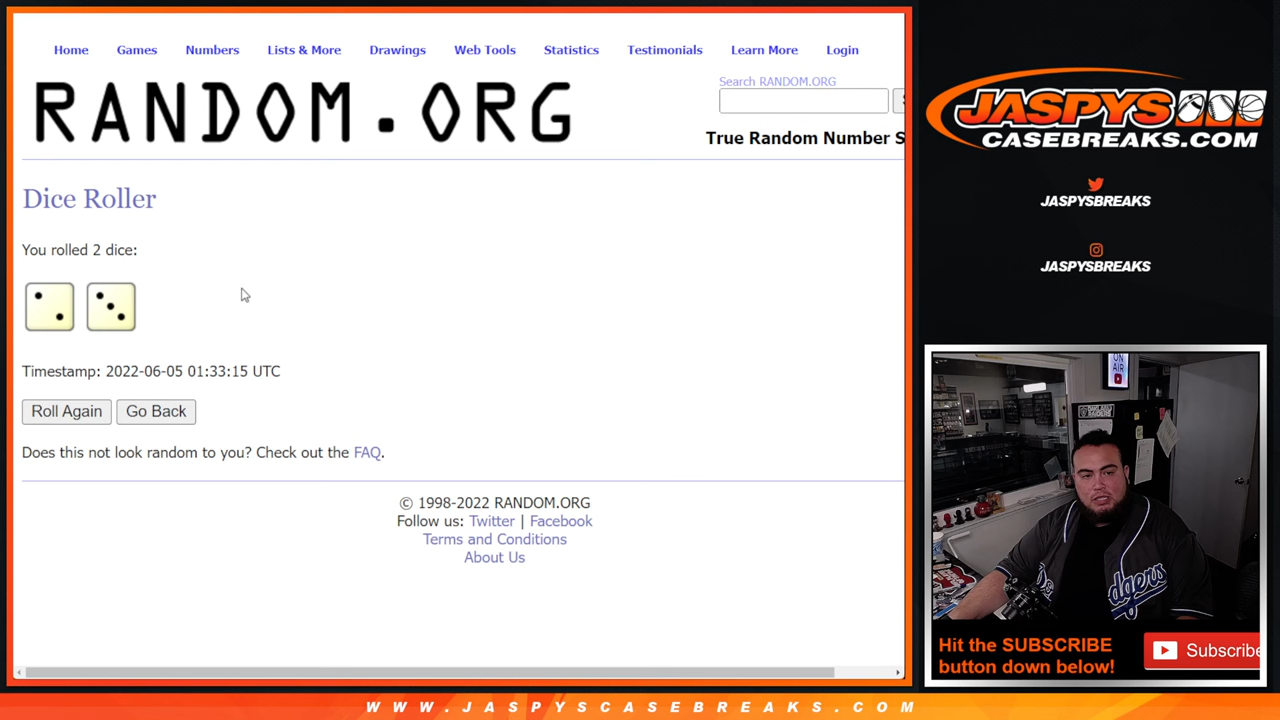 Home Games Numbers Lists & More Drawings Web Tools Statistics Testimonials Learn More Login
RANDOM.ORG
Search RANDOM.ORG
True Random Number S
Dice Roller
You rolled 2 dice:
Timestamp: 2022-06-05 01:33:15 UTC
Roll Again Go Back
Does this not look random to you? Check out the FAQ.
© 1998-2022 RANDOM.ORG
Follow us: Twitter | Facebook
Terms and Conditions
About Us
JASPYS
CASEBREAKS.COM
JASPYSBREAKS
JASPYSBREAKS
ON
AIR
Hit the SUBSCRIBE
button down below!
Subscribe
WWW.JASPYSCASEBREAKS.COM